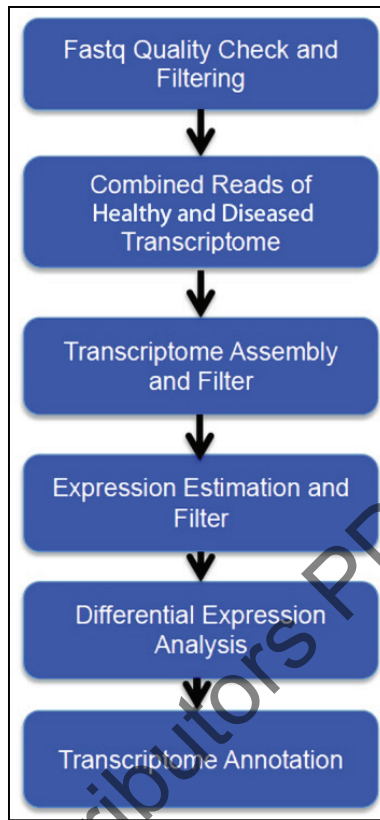 Fastq Quality Check and
Filtering
Combined Reads of
Healthy and Diseased
Transcriptome
Transcriptome Assembly
and Filter
Expression Estimation and
Filter
Differential Expression
Analysis
Transcriptome Annotation